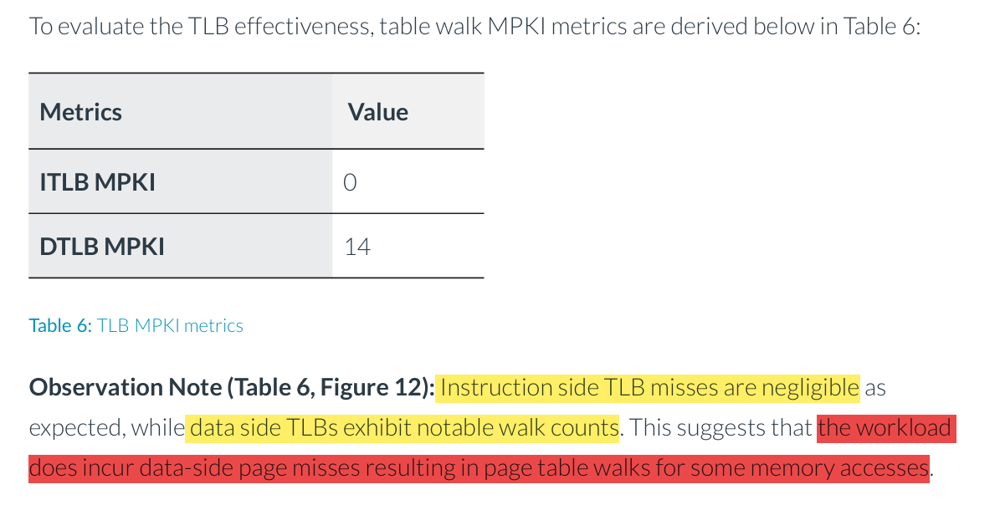 To evaluate the TLB effectiveness, table walk MPKI metrics are derived below in Table 6:
Metrics Value
ITLB MPKI 0
DTLB MPKI 14
Table 6: TLB MPKI metrics
Observation Note (Table 6, Figure 12): Instruction side TLB misses are negligible as
expected, while data side TLBs exhibit notable walk counts. This suggests that the workload
does incur data-side page misses resulting in page table walks for some memory accesses.